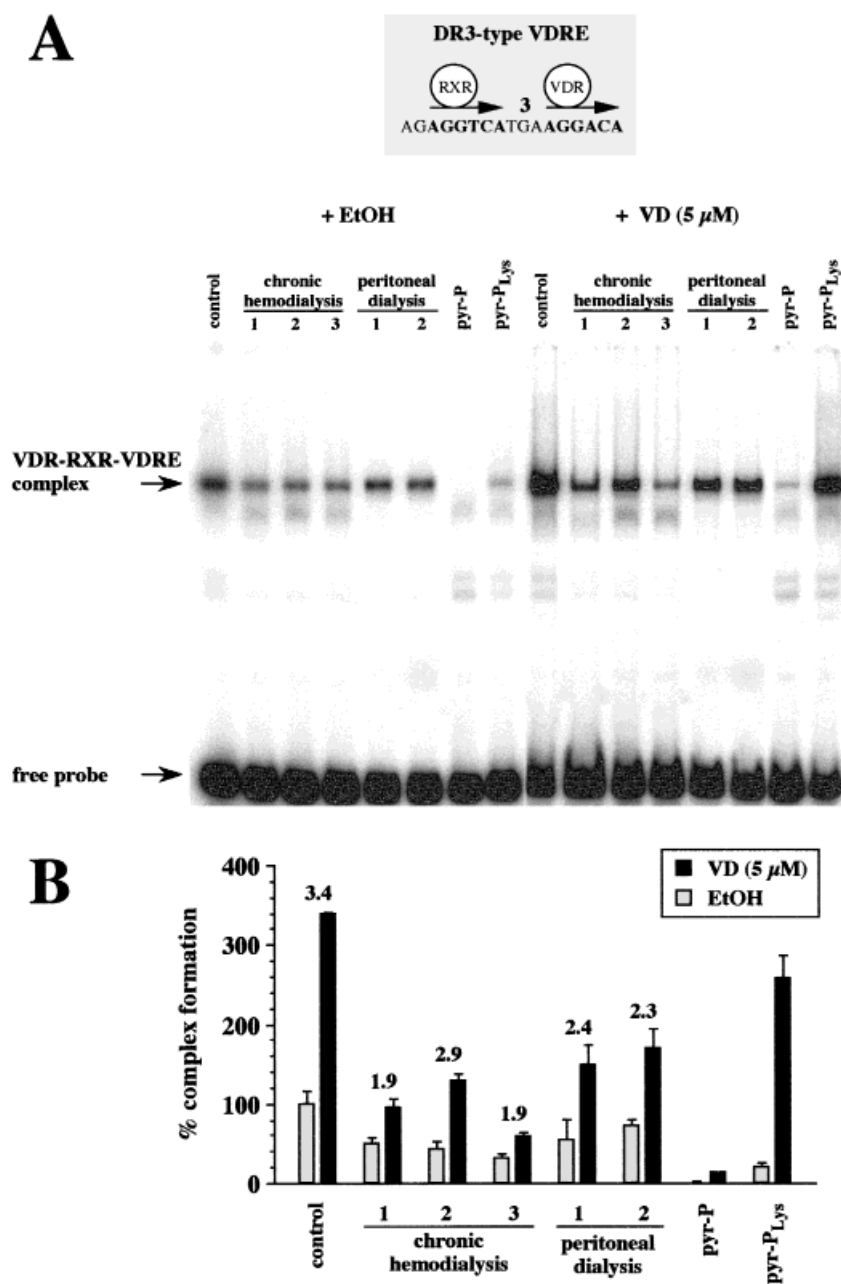 A
DR3-type VDRE
RXR VDR
3
AGAGGTCATGAAGGACA
+ EtOH + VD (5 µM)
control chronic hemodialysis peritoneal dialysis pyr-P pyr-PLys control chronic hemodialysis peritoneal dialysis pyr-P pyr-PLys
1 2 3 1 2 1 2 3 1 2
VDR-RXR-VDRE
complex
free probe
B
% complex formation
400
300
200
100
0
VD (5 µM)
EtOH
3.4
1.9
2.9
1.9
2.4
2.3
control 1 2 3 1 2 pyr-P pyr-PLys
chronic peritoneal
hemodialysis dialysis